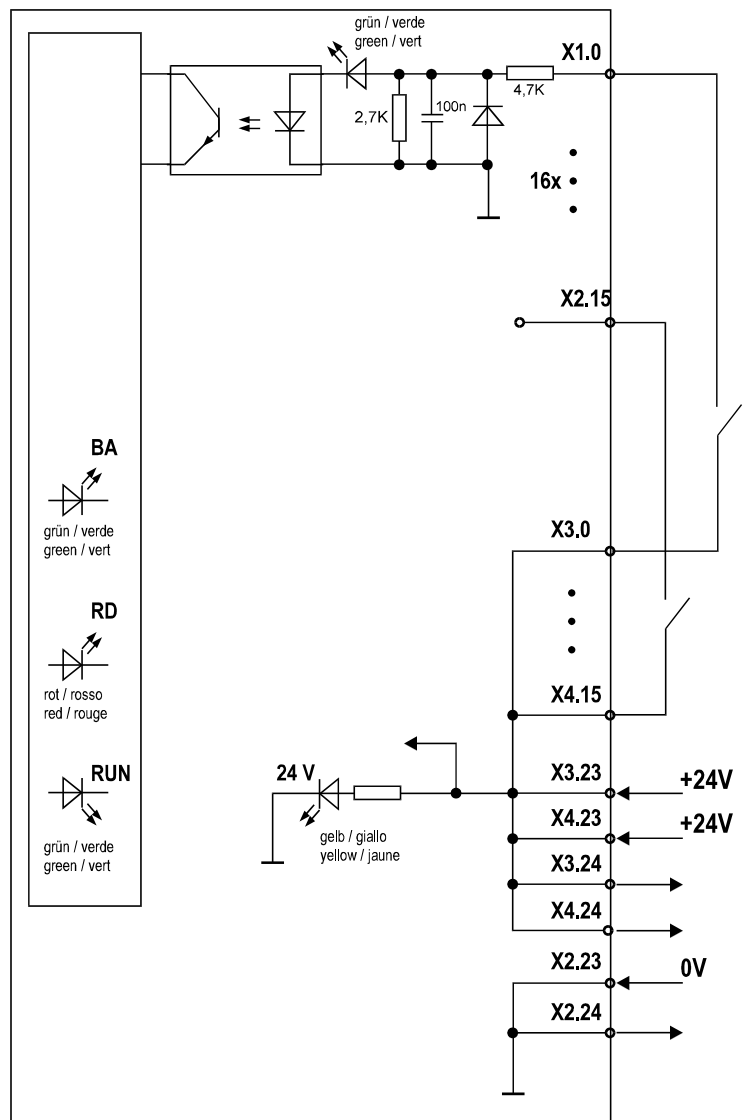 grün / verde
green / vert
X1.0
4,7K
2,7K
100n
16x
X2.15
BA
grün / verde
green / vert
X3.0
RD
rot / rosso
red / rouge
X4.15
RUN
grün / verde
green / vert
24 V
gelb / giallo
yellow / jaune
X3.23
+24V
X4.23
+24V
X3.24
X4.24
X2.23
0V
X2.24